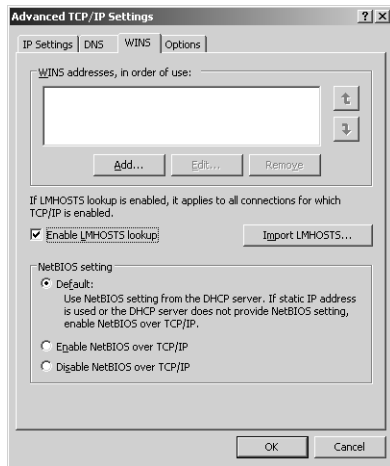 Advanced TCP/IP Settings
IP Settings DNS WINS Options
WINS addresses, in order of use:
Add... Edit... Remove
If LMHOSTS lookup is enabled, it applies to all connections for which
TCP/IP is enabled.
Enable LMHOSTS lookup Import LMHOSTS...
NetBIOS setting
Default:
Use NetBIOS setting from the DHCP server. If static IP address
is used or the DHCP server does not provide NetBIOS setting,
enable NetBIOS over TCP/IP.
Enable NetBIOS over TCP/IP
Disable NetBIOS over TCP/IP
OK Cancel